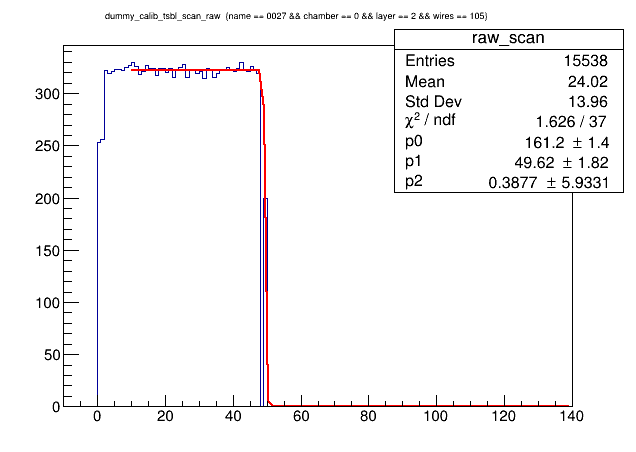 dummy_calib_tsbl_scan_raw (name == 0027 && chamber == 0 && layer == 2 && wires == 105)
raw_scan
Entries 15538
Mean 24.02
Std Dev 13.96
χ² / ndf 1.626 / 37
p0 161.2 ± 1.4
p1 49.62 ± 1.82
p2 0.3877 ± 5.9331
300
250
200
150
100
50
0
0 20 40 60 80 100 120 140